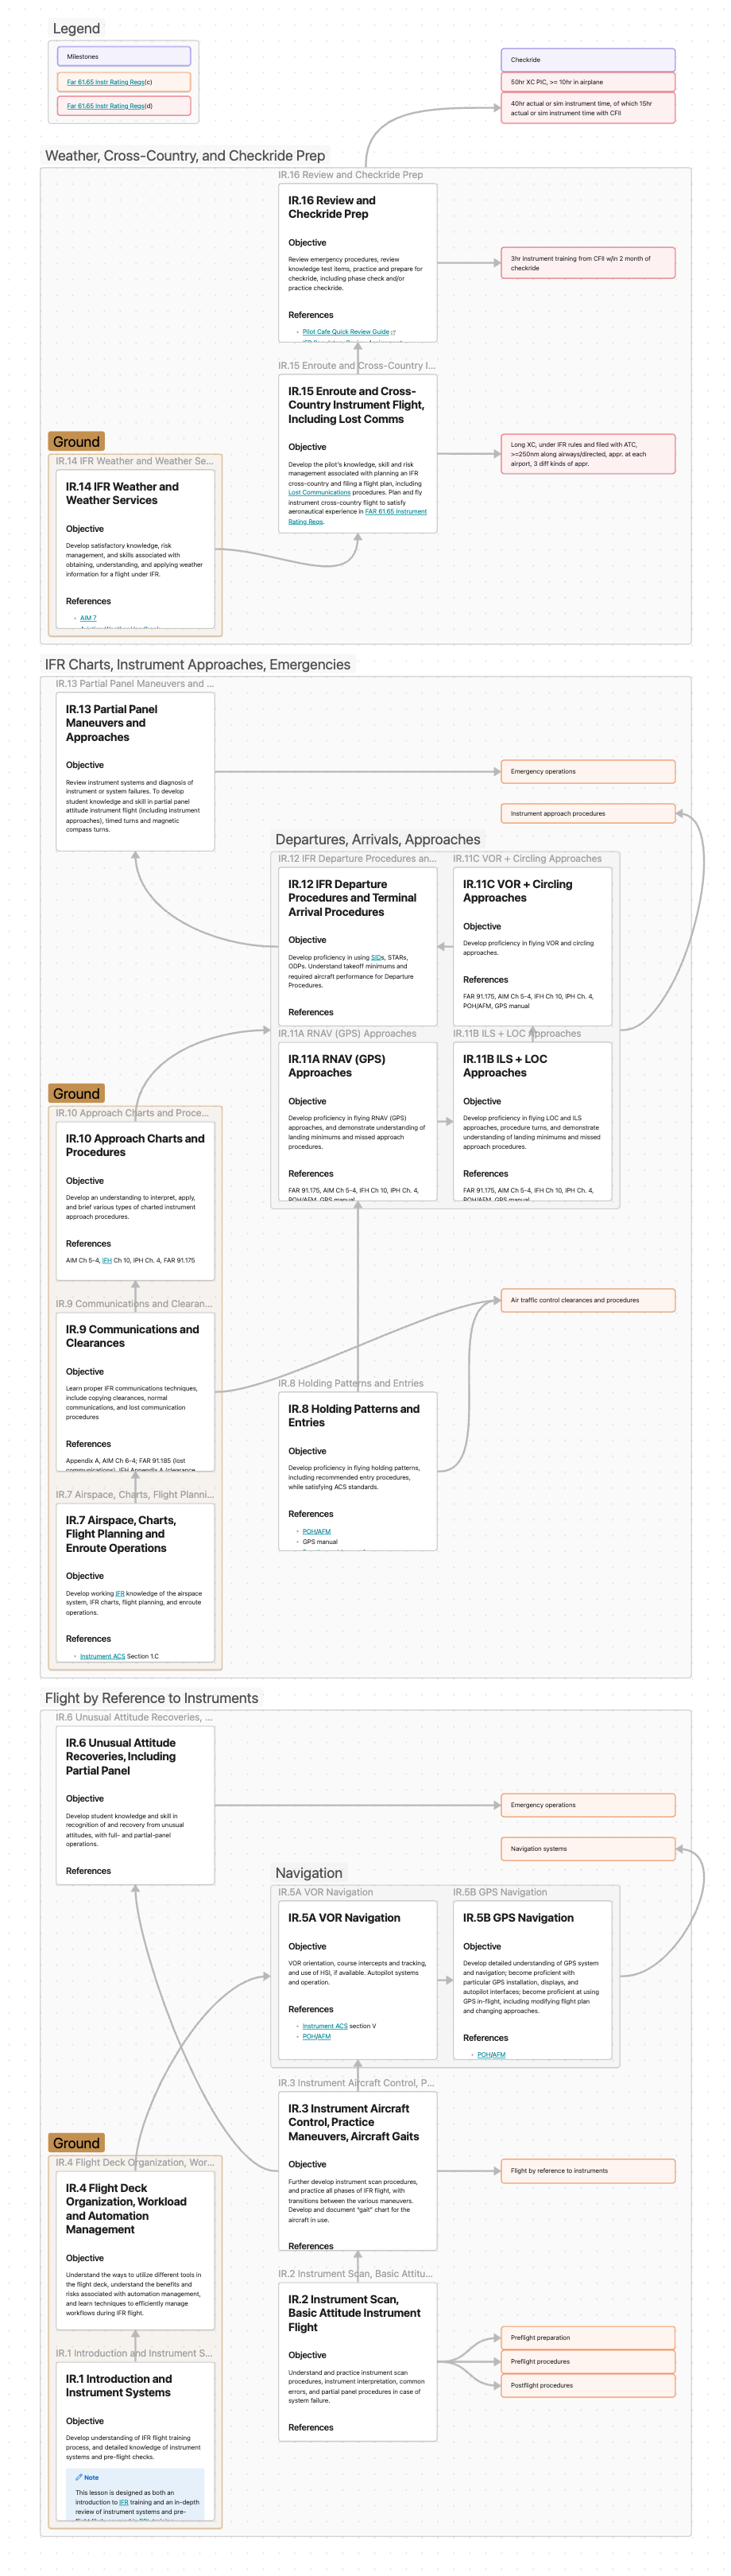 Legend
Milestones
Far 61.65 Instr Rating Reqs(c)
Far 61.65 Instr Rating Reqs(d)
Checkride
50hr XC PIC, >= 10hr in airplane
40hr actual or sim instrument time, of which 15hr
actual or sim instrument time with CFII
Weather, Cross-Country, and Checkride Prep
IR.16 Review and Checkride Prep
IR.16 Review and
Checkride Prep
Objective
Review emergency procedures, review
knowledge test items, practice and prepare for
checkride, including phase check and/or
practice checkride.
References
Pilot Cafe Quick Review Guide
3hr Instrument training from CFII w/in 2 month of
checkride
IR.15 Enroute and Cross-Country I...
IR.15 Enroute and Cross-
Country Instrument Flight,
Including Lost Comms
Objective
Develop the pilot's knowledge, skill and risk
management associated with planning an IFR
cross-country and filing a flight plan, including
Lost Communications procedures. Plan and fly
instrument cross-country flight to satisfy
aeronautical experience in FAR 61.65 Instrument
Rating Reqs.
Long XC, under IFR rules and filed with ATC,
>=250nm along airways/directed, appr. at each
airport, 3 diff kinds of appr.
Ground
IR.14 IFR Weather and Weather Se...
IR.14 IFR Weather and
Weather Services
Objective
Develop satisfactory knowledge, risk
management, and skills associated with
obtaining, understanding, and applying weather
information for a flight under IFR.
References
AIM 7
IFR Charts, Instrument Approaches, Emergencies
IR.13 Partial Panel Maneuvers and ...
IR.13 Partial Panel
Maneuvers and
Approaches
Objective
Review instrument systems and diagnosis of
instrument or system failures. To develop
student knowledge and skill in partial panel
attitude instrument flight (including instrument
approaches), timed turns and magnetic
compass turns.
Emergency operations
Instrument approach procedures
Departures, Arrivals, Approaches
IR.12 IFR Departure Procedures an...
IR.12 IFR Departure
Procedures and Terminal
Arrival Procedures
Objective
Develop proficiency in using SIDs, STARs,
ODPs. Understand takeoff minimums and
required aircraft performance for Departure
Procedures.
References
IR.11C VOR + Circling Approaches
IR.11C VOR + Circling
Approaches
Objective
Develop proficiency in flying VOR and circling
approaches.
References
FAR 91.175, AIM Ch 5-4, IFH Ch 10, IPH Ch. 4,
POH/AFM, GPS manual
IR.11A RNAV (GPS) Approaches
IR.11A RNAV (GPS)
Approaches
Objective
Develop proficiency in flying RNAV (GPS)
approaches, and demonstrate understanding of
landing minimums and missed approach
procedures.
References
FAR 91.175, AIM Ch 5-4, IFH Ch 10, IPH Ch. 4,
POH/AFM, GPS manual
IR.11B ILS + LOC Approaches
IR.11B ILS + LOC
Approaches
Objective
Develop proficiency in flying LOC and ILS
approaches, procedure turns, and demonstrate
understanding of landing minimums and missed
approach procedures.
References
FAR 91.175, AIM Ch 5-4, IFH Ch 10, IPH Ch. 4,
POH/AFM, GPS manual
Ground
IR.10 Approach Charts and Proce...
IR.10 Approach Charts and
Procedures
Objective
Develop an understanding to interpret, apply,
and brief various types of charted instrument
approach procedures.
References
AIM Ch 5-4, IFH Ch 10, IPH Ch. 4, FAR 91.175
IR.9 Communications and Clearan...
IR.9 Communications and
Clearances
Objective
Learn proper IFR communications techniques,
include copying clearances, normal
communications, and lost communication
procedures
References
Appendix A, AIM Ch 6-4; FAR 91.185 (lost
communications), IFH Appendix A (clearance
Air traffic control clearances and procedures
IR.8 Holding Patterns and Entries
IR.8 Holding Patterns and
Entries
Objective
Develop proficiency in flying holding patterns,
including recommended entry procedures,
while satisfying ACS standards.
References
POH/AFM
GPS manual
IR.7 Airspace, Charts, Flight Planni...
IR.7 Airspace, Charts,
Flight Planning and
Enroute Operations
Objective
Develop working IFR knowledge of the airspace
system, IFR charts, flight planning, and enroute
operations.
References
Instrument ACS Section 1.C
Flight by Reference to Instruments
IR.6 Unusual Attitude Recoveries, ...
IR.6 Unusual Attitude
Recoveries, Including
Partial Panel
Objective
Develop student knowledge and skill in
recognition of and recovery from unusual
attitudes, with full- and partial-panel
operations.
References
Emergency operations
Navigation systems
Navigation
IR.5A VOR Navigation
IR.5A VOR Navigation
Objective
VOR orientation, course intercepts and tracking,
and use of HSI, if available. Autopilot systems
and operation.
References
Instrument ACS section V
POH/AFM
IR.5B GPS Navigation
IR.5B GPS Navigation
Objective
Develop detailed understanding of GPS system
and navigation; become proficient with
particular GPS installation, displays, and
autopilot interfaces; become proficient at using
GPS in-flight, including modifying flight plan
and changing approaches.
References
POH/AFM
IR.3 Instrument Aircraft Control, P...
IR.3 Instrument Aircraft
Control, Practice
Maneuvers, Aircraft Gaits
Objective
Further develop instrument scan procedures,
and practice all phases of IFR flight, with
transitions between the various maneuvers.
Develop and document "gait" chart for the
aircraft in use.
References
Flight by reference to instruments
Ground
IR.4 Flight Deck Organization, Wor...
IR.4 Flight Deck
Organization, Workload
and Automation
Management
Objective
Understand the ways to utilize different tools in
the flight deck, understand the benefits and
risks associated with automation management,
and learn techniques to efficiently manage
workflows during IFR flight.
IR.2 Instrument Scan, Basic Attitu...
IR.2 Instrument Scan,
Basic Attitude Instrument
Flight
Objective
Understand and practice instrument scan
procedures, instrument interpretation, common
errors, and partial panel procedures in case of
system failure.
References
Preflight preparation
Preflight procedures
Postflight procedures
IR.1 Introduction and Instrument S...
IR.1 Introduction and
Instrument Systems
Objective
Develop understanding of IFR flight training
process, and detailed knowledge of instrument
systems and pre-flight checks.
Note
This lesson is designed as both an
introduction to IFR training and an in-depth
review of instrument systems and pre-